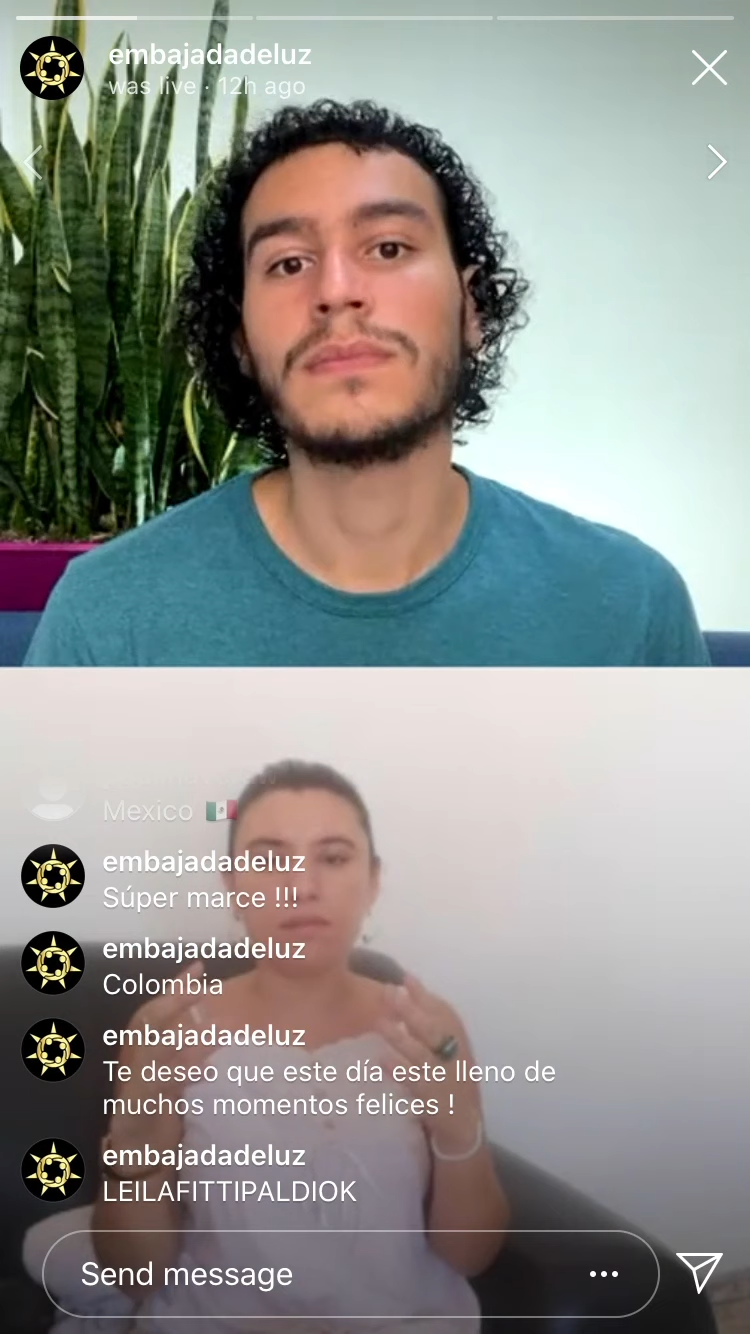 embajadadeluz
was live · 12h ago
Mexico 🇲🇽
embajadadeluz
Súper marce !!!
embajadadeluz
Colombia
embajadadeluz
Te deseo que este día este lleno de
muchos momentos felices !
embajadadeluz
LEILAFITTIPALDIOK
Send message